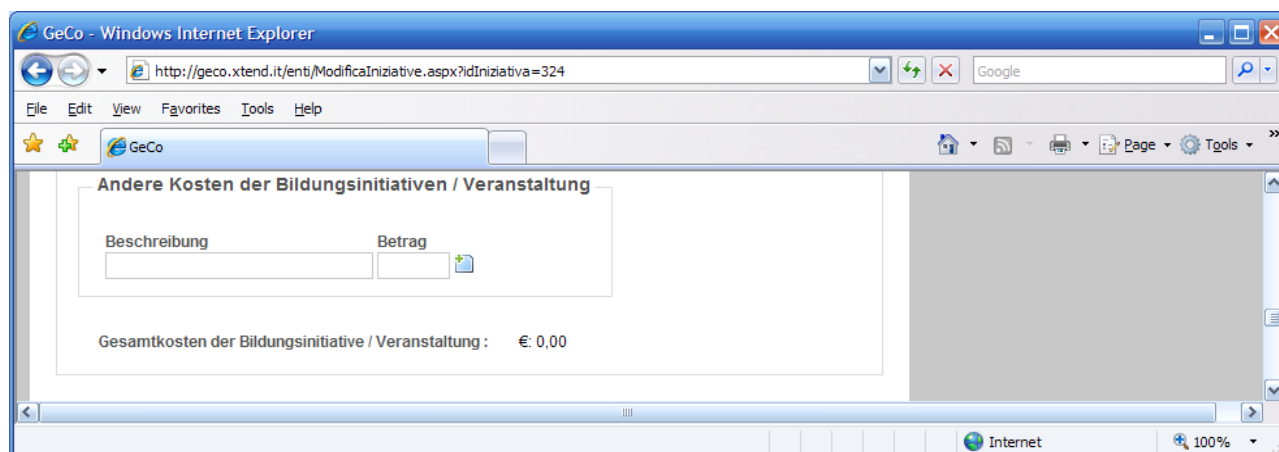 GeCo - Windows Internet Explorer
http://geco.xtend.it/enti/ModificaIniziative.aspx?idIniziativa=324
Google
File Edit View Favorites Tools Help
GeCo
Page Tools »
Andere Kosten der Bildungsinitiativen / Veranstaltung
Beschreibung Betrag
Gesamtkosten der Bildungsinitiative / Veranstaltung : €: 0,00
Internet 100%